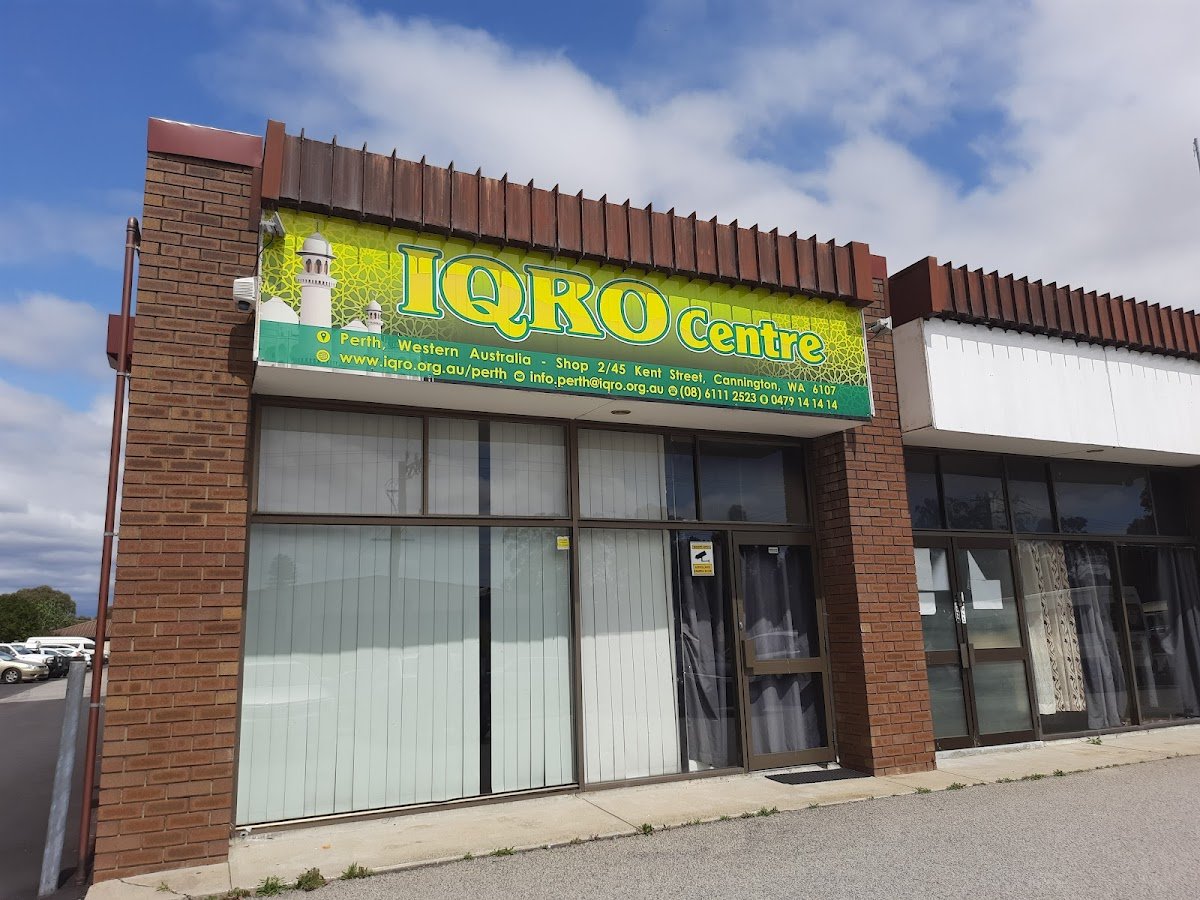 IQRO Centre
Perth, Western Australia - Shop 2/45 Kent Street, Cannington, WA 6107
www.iqro.org.au/perth info.perth@iqro.org.au (08) 6111 2523 0479 14 14 14